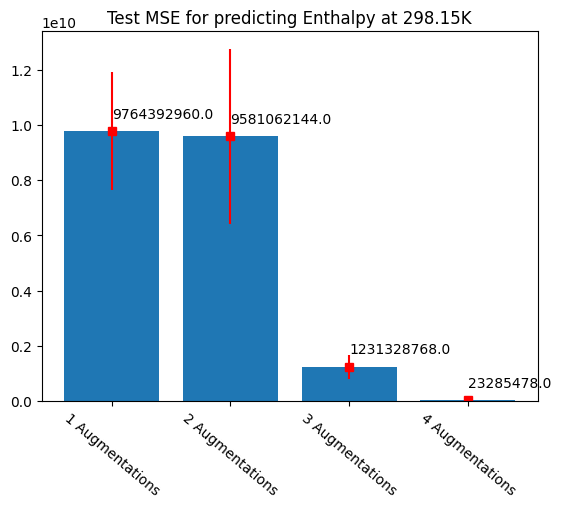 Test MSE for predicting Enthalpy at 298.15K
1e10
1.2
1.0
0.8
0.6
0.4
0.2
0.0
9764392960.0
9581062144.0
1231328768.0
23285478.0
1 Augmentations
2 Augmentations
3 Augmentations
4 Augmentations